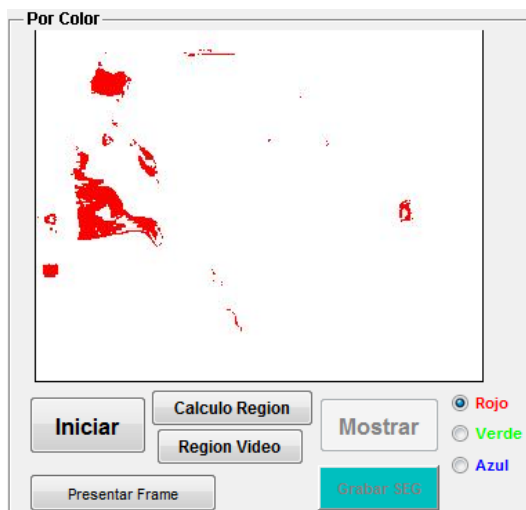 Por Color
Iniciar
Calculo Region
Region Video
Mostrar
Rojo
Verde
Azul
Presentar Frame
Grabar SEG